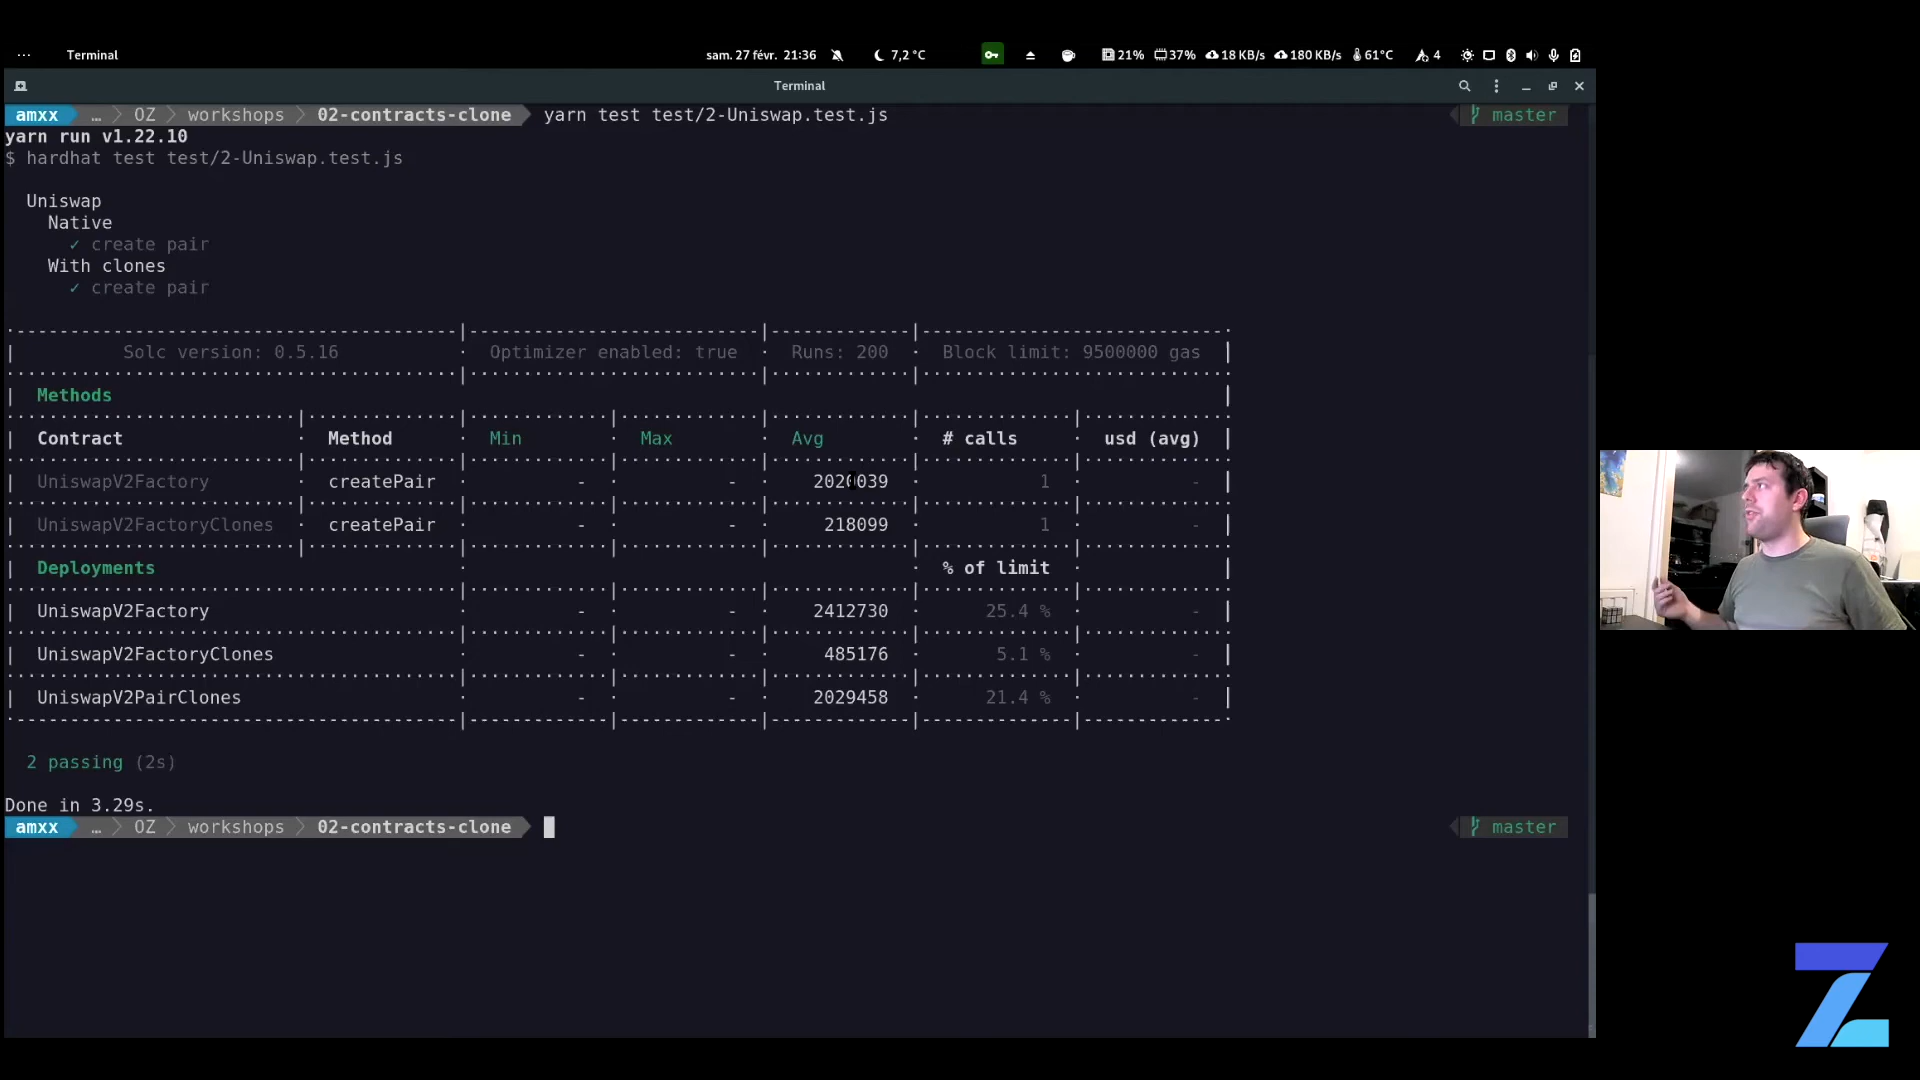 ... Terminal sam. 27 févr. 21:36 7,2 °C 21% 37% 18 KB/s 180 KB/s 61°C 4
Terminal
amxx … OZ workshops 02-contracts-clone yarn test test/2-Uniswap.test.js master
yarn run v1.22.10
$ hardhat test test/2-Uniswap.test.js
Uniswap
Native
✓ create pair
With clones
✓ create pair
Solc version: 0.5.16 Optimizer enabled: true Runs: 200 Block limit: 9500000 gas
Methods
Contract Method Min Max Avg # calls usd (avg)
UniswapV2Factory createPair - - 2020039 1 -
UniswapV2FactoryClones createPair - - 218099 1 -
Deployments % of limit
UniswapV2Factory - - 2412730 25.4 % -
UniswapV2FactoryClones - - 485176 5.1 % -
UniswapV2PairClones - - 2029458 21.4 % -
2 passing (2s)
Done in 3.29s.
amxx … OZ workshops 02-contracts-clone master